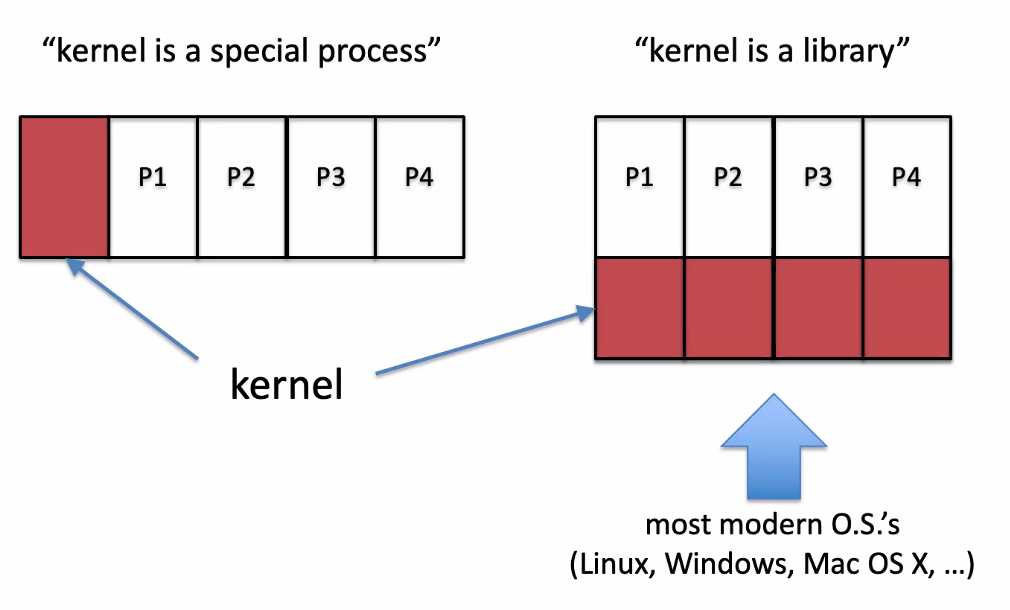 “kernel is a special process”
“kernel is a library”
P1 P2 P3 P4
P1 P2 P3 P4
kernel
most modern O.S.’s
(Linux, Windows, Mac OS X, …)